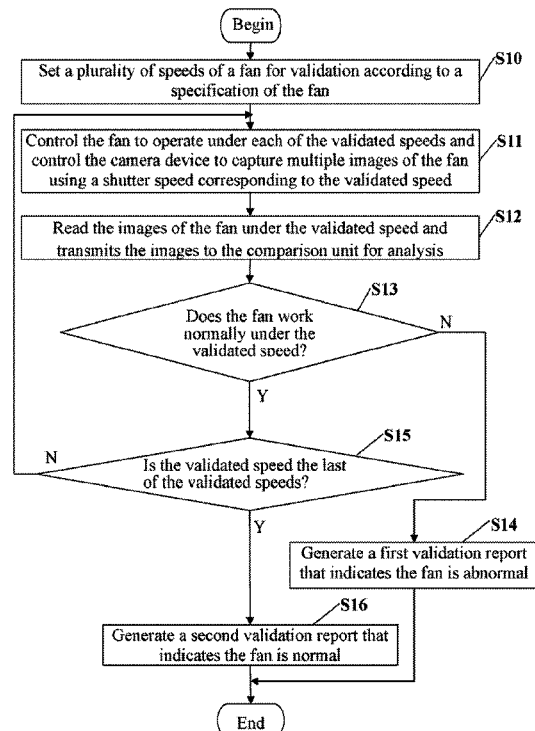 Begin
S10
Set a plurality of speeds of a fan for validation according to a
specification of the fan
Control the fan to operate under each of the validated speeds and
control the camera device to capture multiple images of the fan
using a shutter speed corresponding to the validated speed
S11
S12
Read the images of the fan under the validated speed and
transmits the images to the comparison unit for analysis
S13
Does the fan work
normally under the
validated speed?
N
Y
S15
N
Is the validated speed the last
of the validated speeds?
Y
S14
Generate a first validation report
that indicates the fan is abnormal
S16
Generate a second validation report that
indicates the fan is normal
End